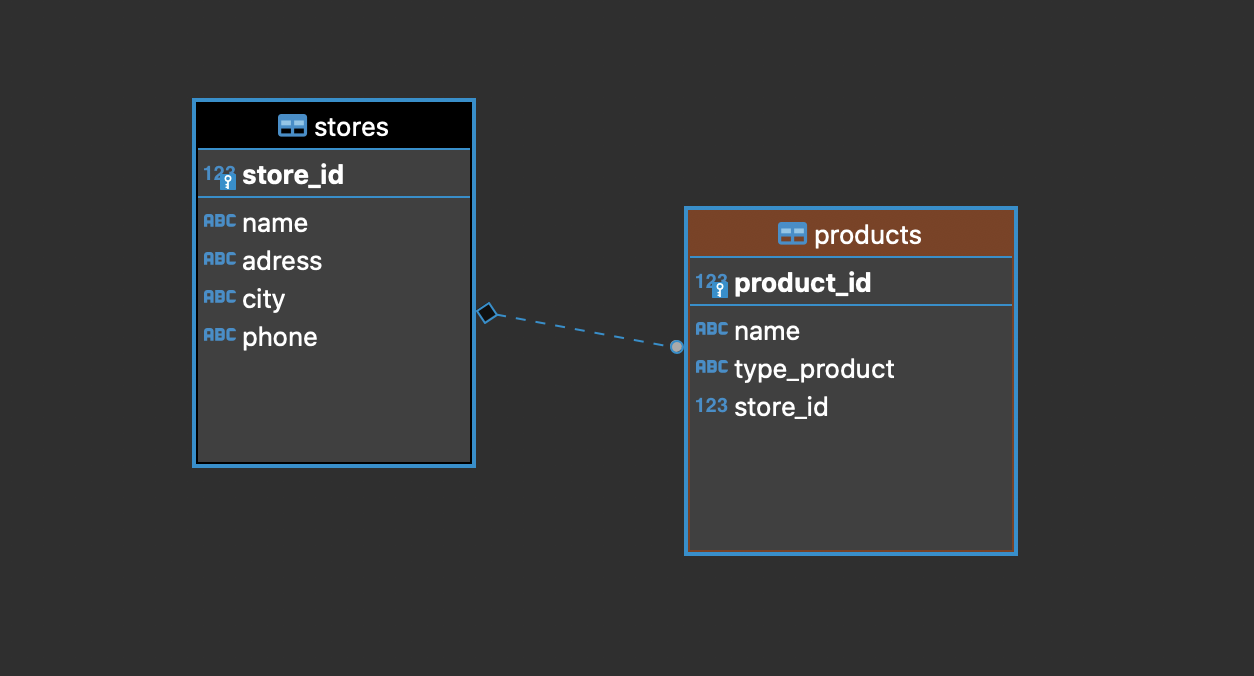 stores
123 store_id
ABC name
ABC adress
ABC city
ABC phone
products
123 product_id
ABC name
ABC type_product
123 store_id